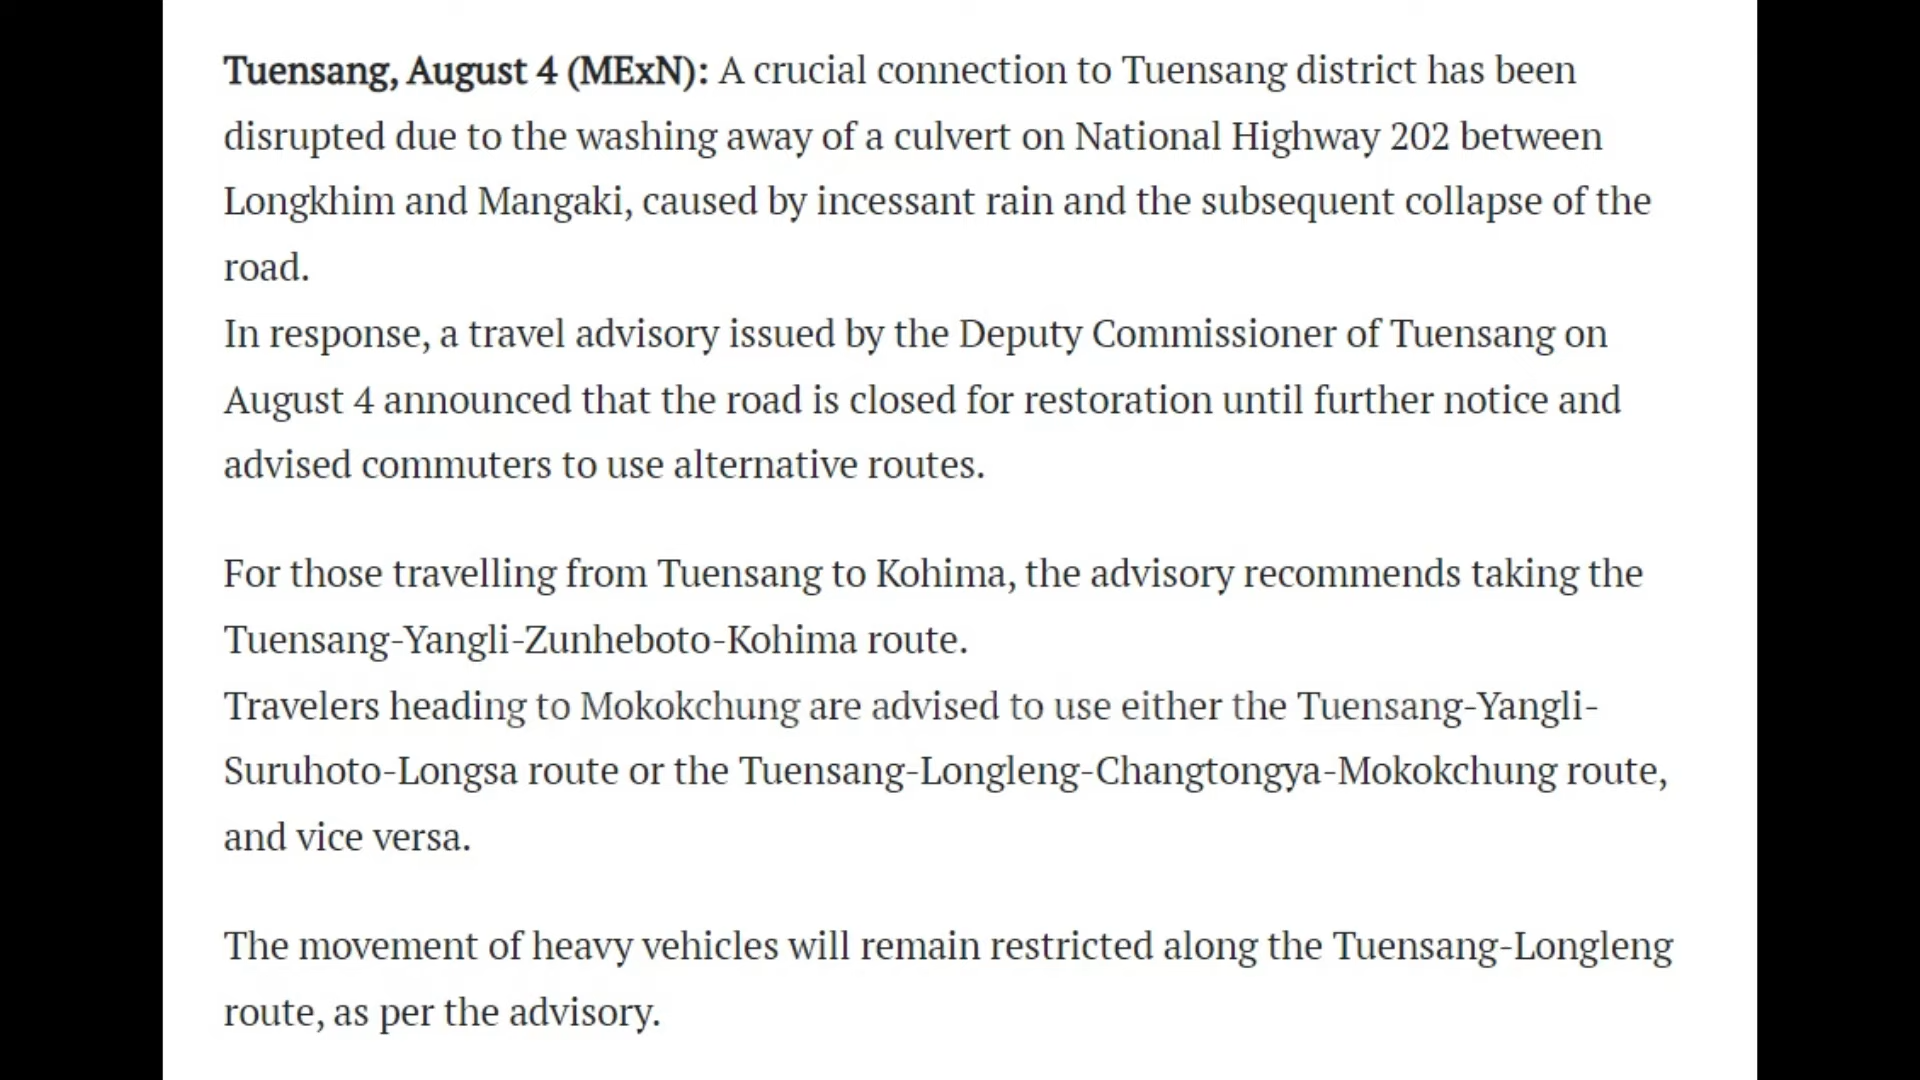 Tuensang, August 4 (MExN): A crucial connection to Tuensang district has been
disrupted due to the washing away of a culvert on National Highway 202 between
Longkhim and Mangaki, caused by incessant rain and the subsequent collapse of the
road.
In response, a travel advisory issued by the Deputy Commissioner of Tuensang on
August 4 announced that the road is closed for restoration until further notice and
advised commuters to use alternative routes.
For those travelling from Tuensang to Kohima, the advisory recommends taking the
Tuensang-Yangli-Zunheboto-Kohima route.
Travelers heading to Mokokchung are advised to use either the Tuensang-Yangli-
Suruhoto-Longsa route or the Tuensang-Longleng-Changtongya-Mokokchung route,
and vice versa.
The movement of heavy vehicles will remain restricted along the Tuensang-Longleng
route, as per the advisory.